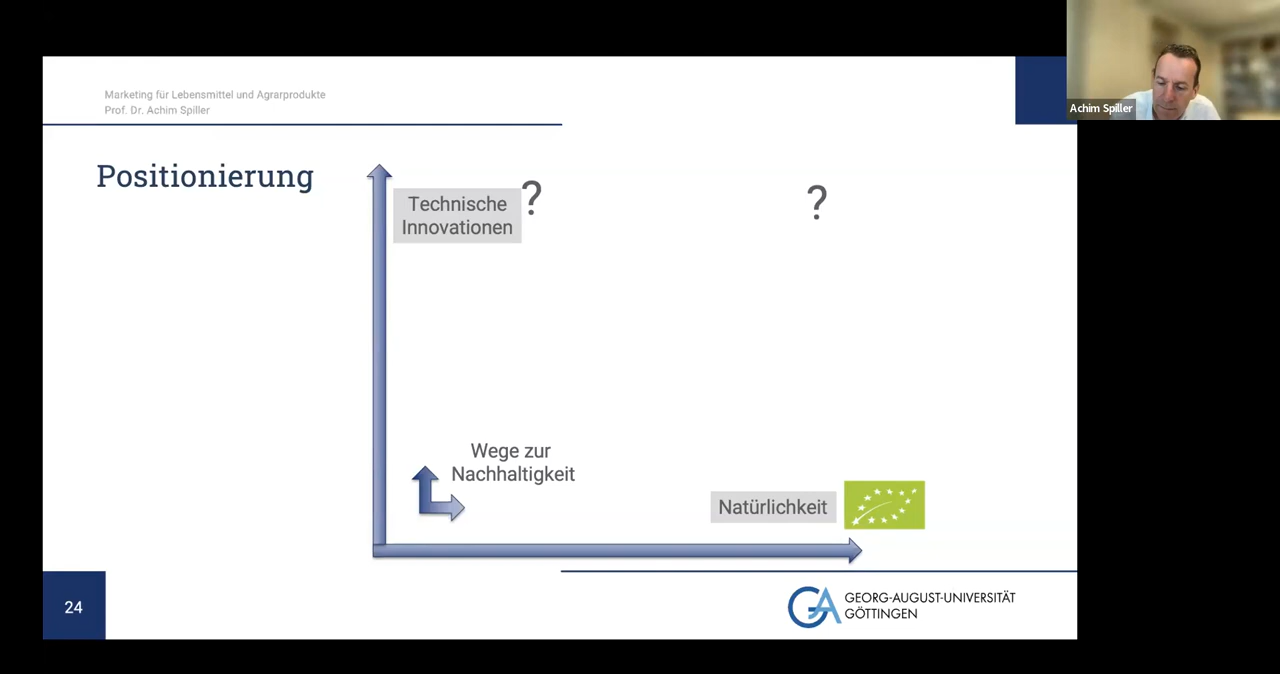 Marketing für Lebensmittel und Agrarprodukte
Prof. Dr. Achim Spiller
Achim Spiller
Positionierung
Technische
Innovationen
?
?
Wege zur
Nachhaltigkeit
Natürlichkeit
24
GA
GEORG-AUGUST-UNIVERSITÄT
GÖTTINGEN